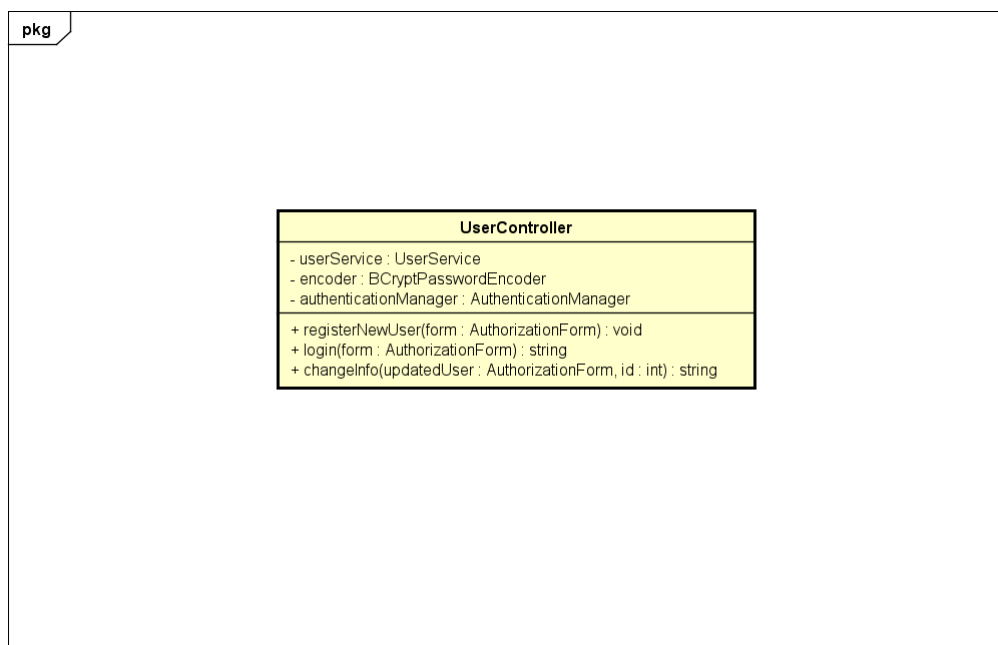 pkg
UserController
- userService : UserService
- encoder : BCryptPasswordEncoder
- authenticationManager : AuthenticationManager
+ registerNewUser(form : AuthorizationForm) : void
+ login(form : AuthorizationForm) : string
+ changeInfo(updatedUser : AuthorizationForm, id : int) : string